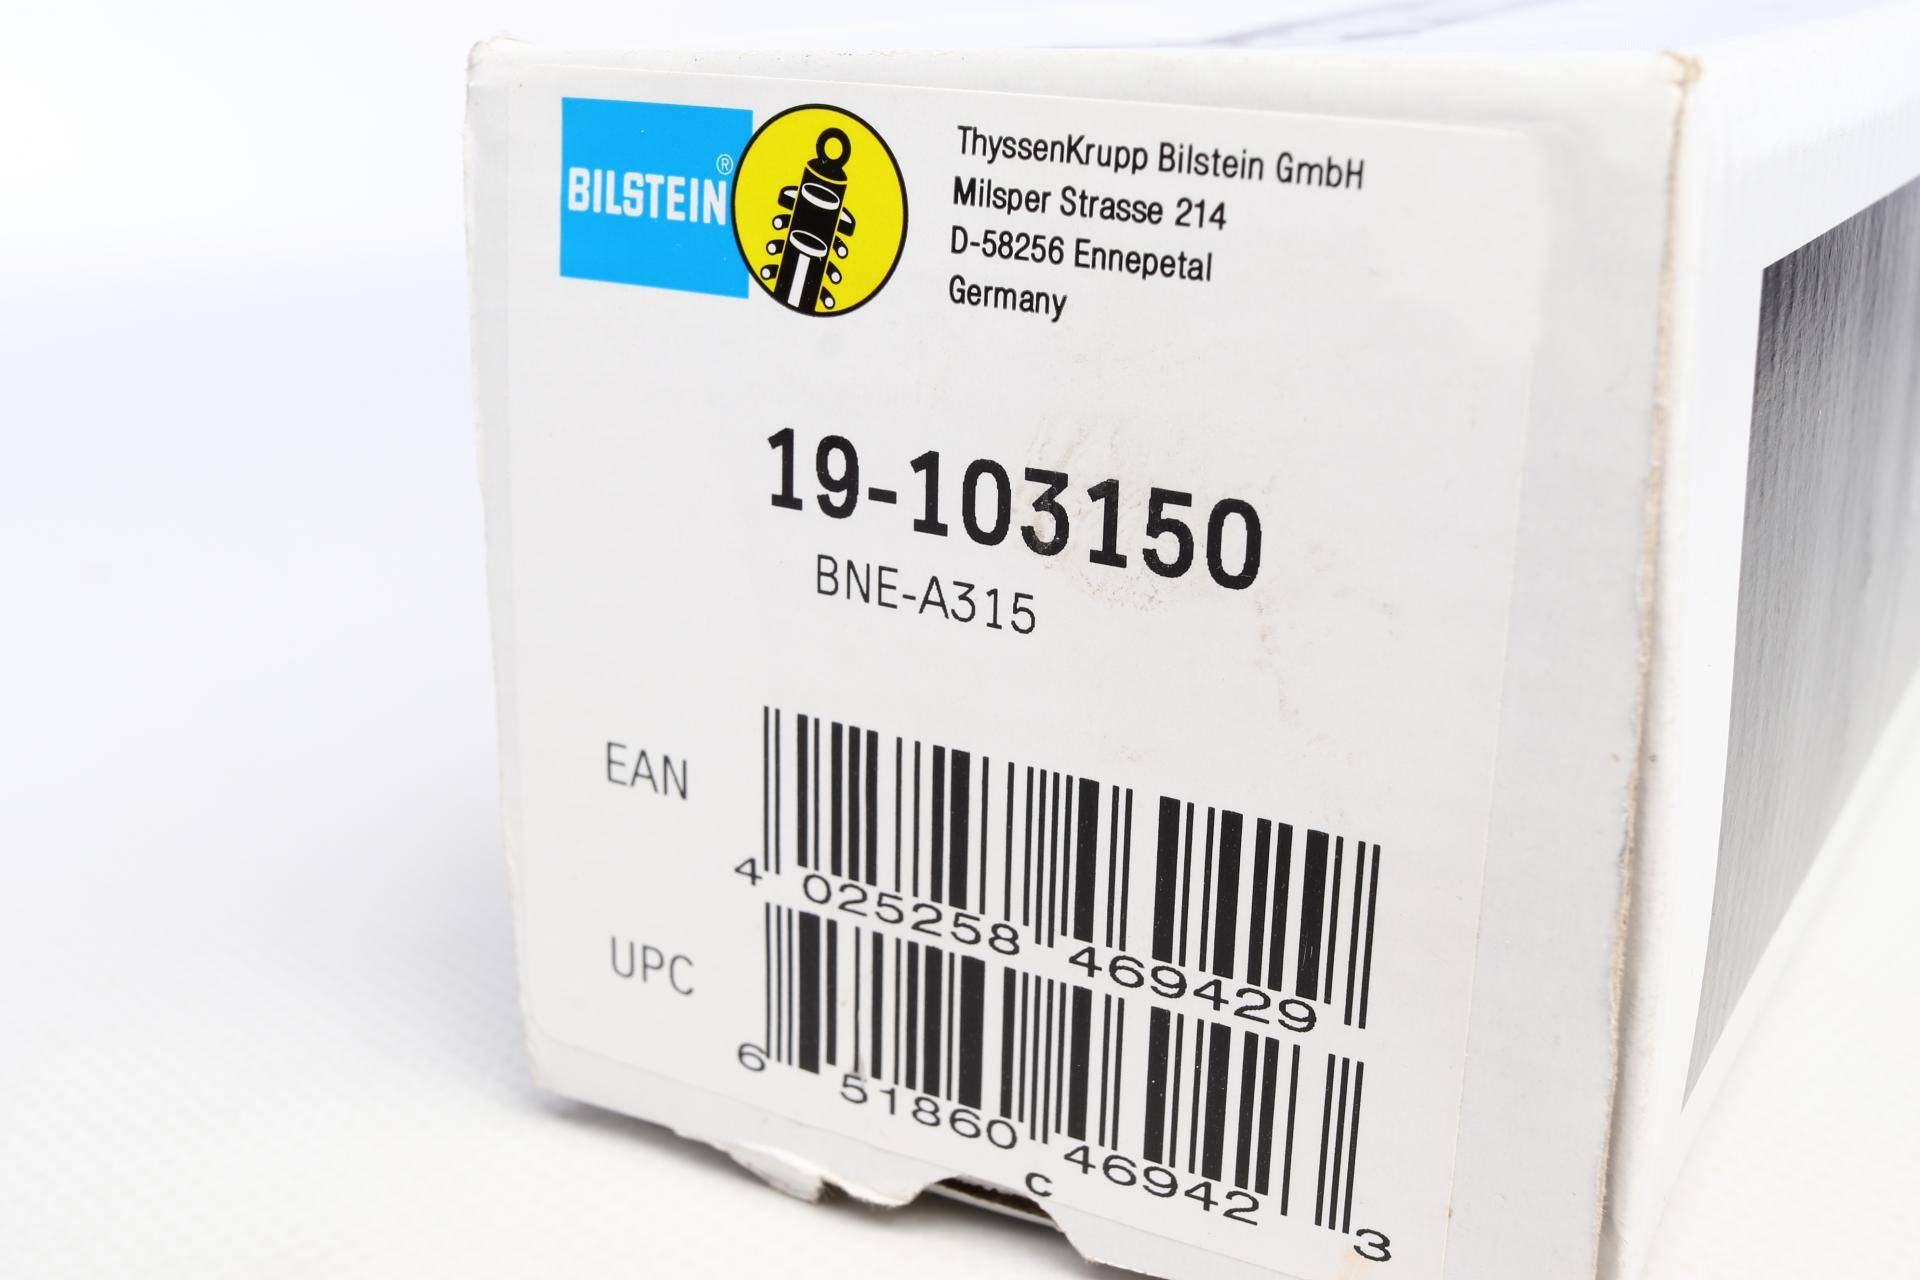 BILSTEIN®
ThyssenKrupp Bilstein GmbH
Milsper Strasse 214
D-58256 Ennepetal
Germany
19-103150
BNE-A315
EAN
4 025258 469429
UPC
6 51860 46942 3
C